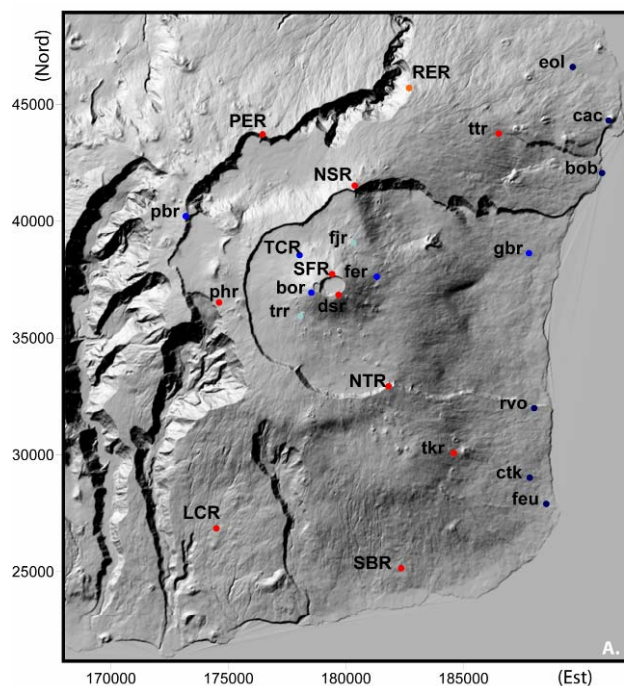 (Nord)
45000
40000
35000
30000
25000
170000
175000
180000
185000
(Est)
eol
RER
cac
PER
ttr
bob
NSR
pbr
fjr
TCR
gbr
SFR
fer
bor
dsr
phr
trr
NTR
rvo
tkr
ctk
feu
LCR
SBR
A.